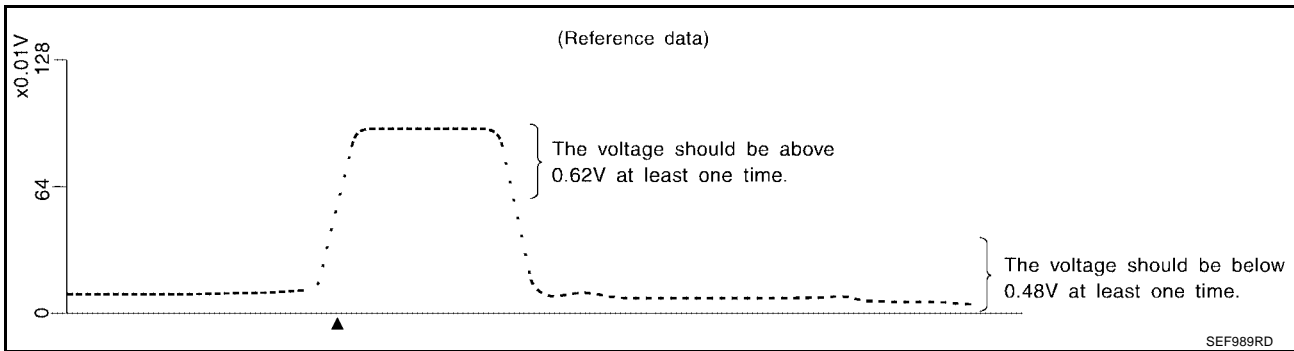 (Reference data)
x0.01V
128
64
0
The voltage should be above
0.62V at least one time.
The voltage should be below
0.48V at least one time.
SEF989RD